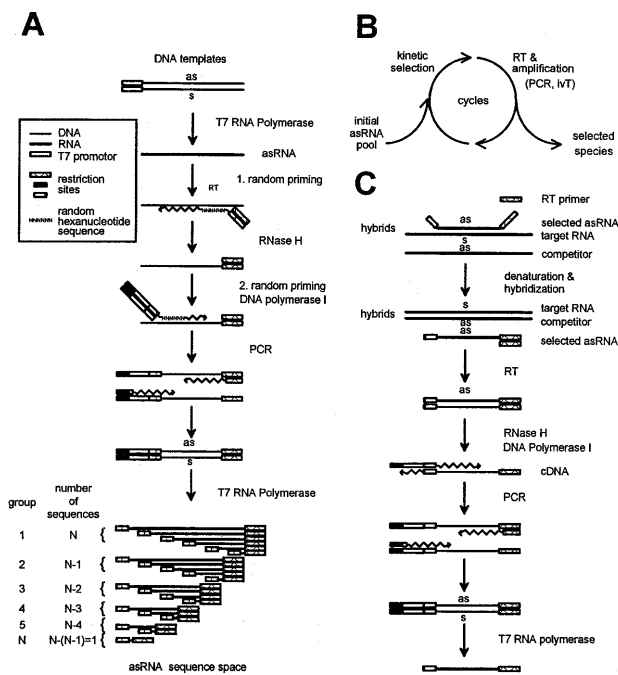 A
DNA templates
as
s
T7 RNA Polymerase
DNA
RNA
T7 promotor
restriction
sites
random
hexanucleotide
sequence
asRNA
RT
1. random priming
RNase H
2. random priming
DNA polymerase I
PCR
as
s
T7 RNA Polymerase
group
number
of
sequences
1 N {
2 N-1 {
3 N-2 {
4 N-3 {
5 N-4 {
N N-(N-1)=1 {
asRNA sequence space
B
kinetic
selection
RT &
amplification
(PCR, ivT)
cycles
initial
asRNA
pool
selected
species
C
RT primer
hybrids
as
selected asRNA
target RNA
s
as
competitor
denaturation &
hybridization
s
hybrids
target RNA
competitor
as
as
selected asRNA
RT
as
RNase H
DNA Polymerase I
cDNA
PCR
as
s
T7 RNA polymerase